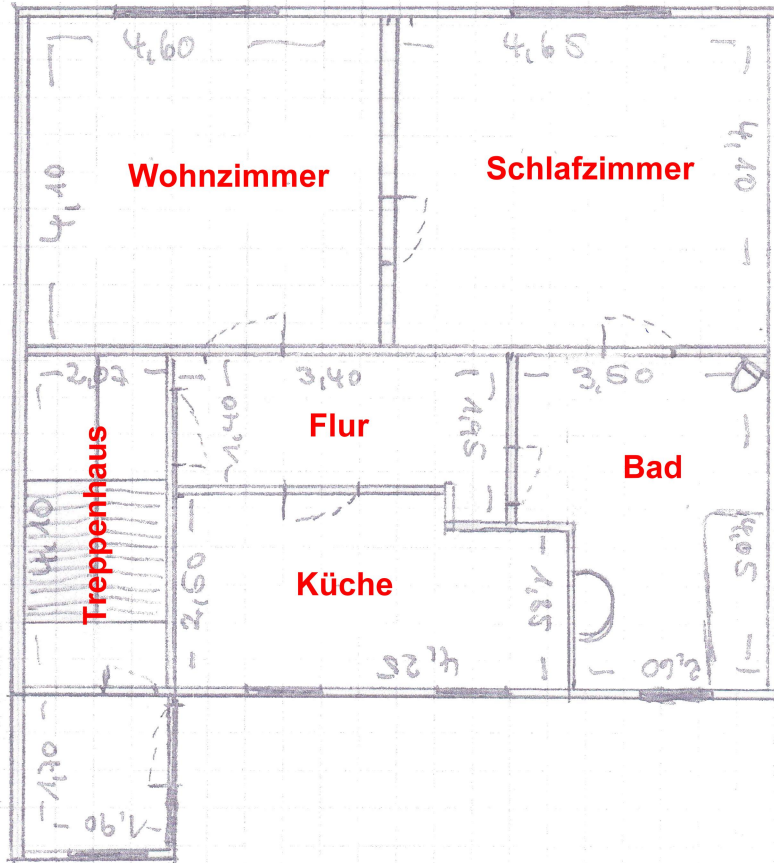 4,60
4,65
4,10
Wohnzimmer
Schlafzimmer
4,10
2,07
3,40
3,50
1,40
1,95
Flur
Bad
Treppenhaus
4,10
Küche
2,60
1,85
4,05
4,25
2,60
1,70
1,90